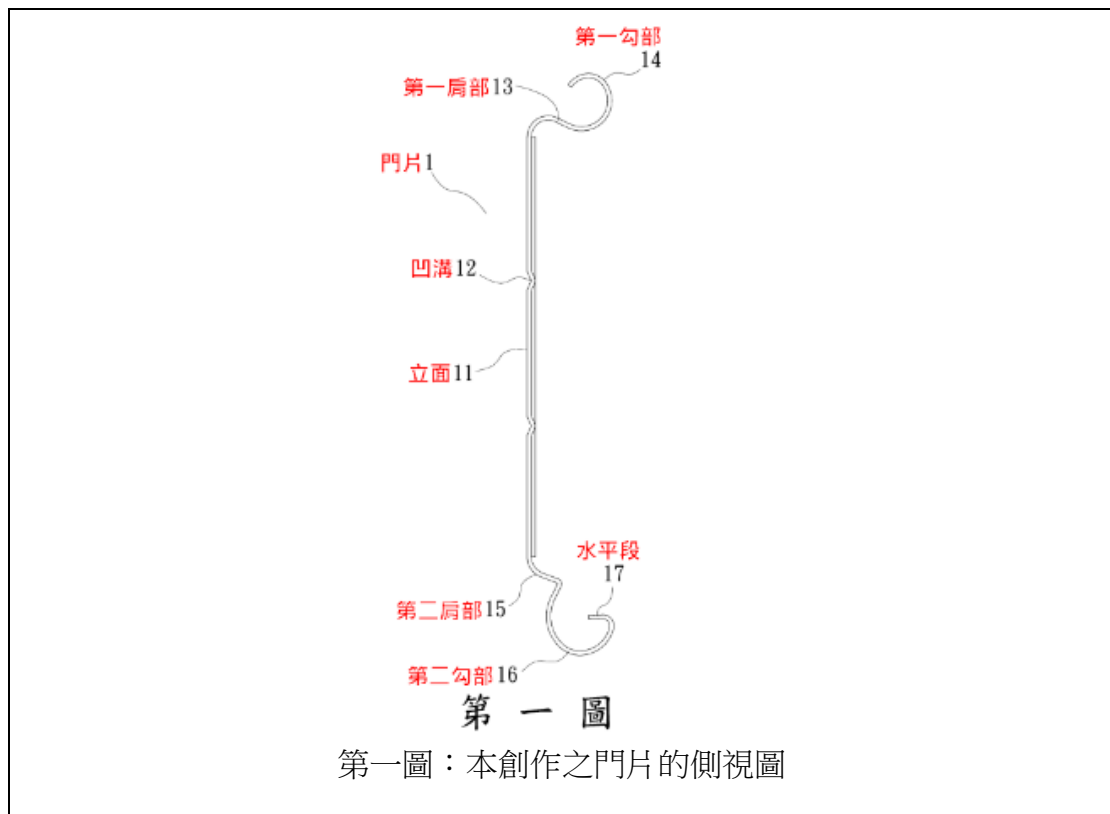 第一勾部
14
第一肩部13
門片1
凹溝12
立面11
水平段
17
第二肩部15
第二勾部16
第一圖
第一圖：本創作之門片的側視圖